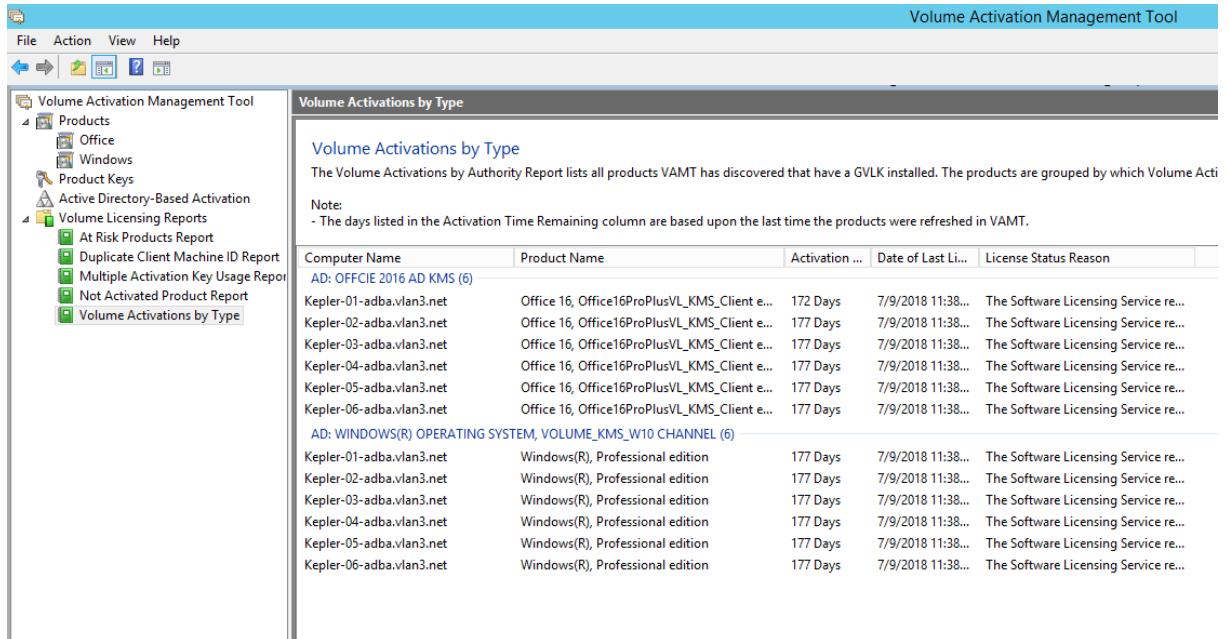 Volume Activation Management Tool
File Action View Help
Volume Activation Management Tool
Products
Office
Windows
Product Keys
Active Directory-Based Activation
Volume Licensing Reports
At Risk Products Report
Duplicate Client Machine ID Report
Multiple Activation Key Usage Repor
Not Activated Product Report
Volume Activations by Type
Volume Activations by Type
Volume Activations by Type
The Volume Activations by Authority Report lists all products VAMT has discovered that have a GVLK installed. The products are grouped by which Volume Acti
Note:
- The days listed in the Activation Time Remaining column are based upon the last time the products were refreshed in VAMT.
Computer Name Product Name Activation ... Date of Last Li... License Status Reason
AD: OFFCIE 2016 AD KMS (6)
Kepler-01-adba.vlan3.net Office 16, Office16ProPlusVL_KMS_Client e... 172 Days 7/9/2018 11:38... The Software Licensing Service re...
Kepler-02-adba.vlan3.net Office 16, Office16ProPlusVL_KMS_Client e... 177 Days 7/9/2018 11:38... The Software Licensing Service re...
Kepler-03-adba.vlan3.net Office 16, Office16ProPlusVL_KMS_Client e... 177 Days 7/9/2018 11:38... The Software Licensing Service re...
Kepler-04-adba.vlan3.net Office 16, Office16ProPlusVL_KMS_Client e... 177 Days 7/9/2018 11:38... The Software Licensing Service re...
Kepler-05-adba.vlan3.net Office 16, Office16ProPlusVL_KMS_Client e... 177 Days 7/9/2018 11:38... The Software Licensing Service re...
Kepler-06-adba.vlan3.net Office 16, Office16ProPlusVL_KMS_Client e... 177 Days 7/9/2018 11:38... The Software Licensing Service re...
AD: WINDOWS(R) OPERATING SYSTEM, VOLUME_KMS_W10 CHANNEL (6)
Kepler-01-adba.vlan3.net Windows(R), Professional edition 177 Days 7/9/2018 11:38... The Software Licensing Service re...
Kepler-02-adba.vlan3.net Windows(R), Professional edition 177 Days 7/9/2018 11:38... The Software Licensing Service re...
Kepler-03-adba.vlan3.net Windows(R), Professional edition 177 Days 7/9/2018 11:38... The Software Licensing Service re...
Kepler-04-adba.vlan3.net Windows(R), Professional edition 177 Days 7/9/2018 11:38... The Software Licensing Service re...
Kepler-05-adba.vlan3.net Windows(R), Professional edition 177 Days 7/9/2018 11:38... The Software Licensing Service re...
Kepler-06-adba.vlan3.net Windows(R), Professional edition 177 Days 7/9/2018 11:38... The Software Licensing Service re...